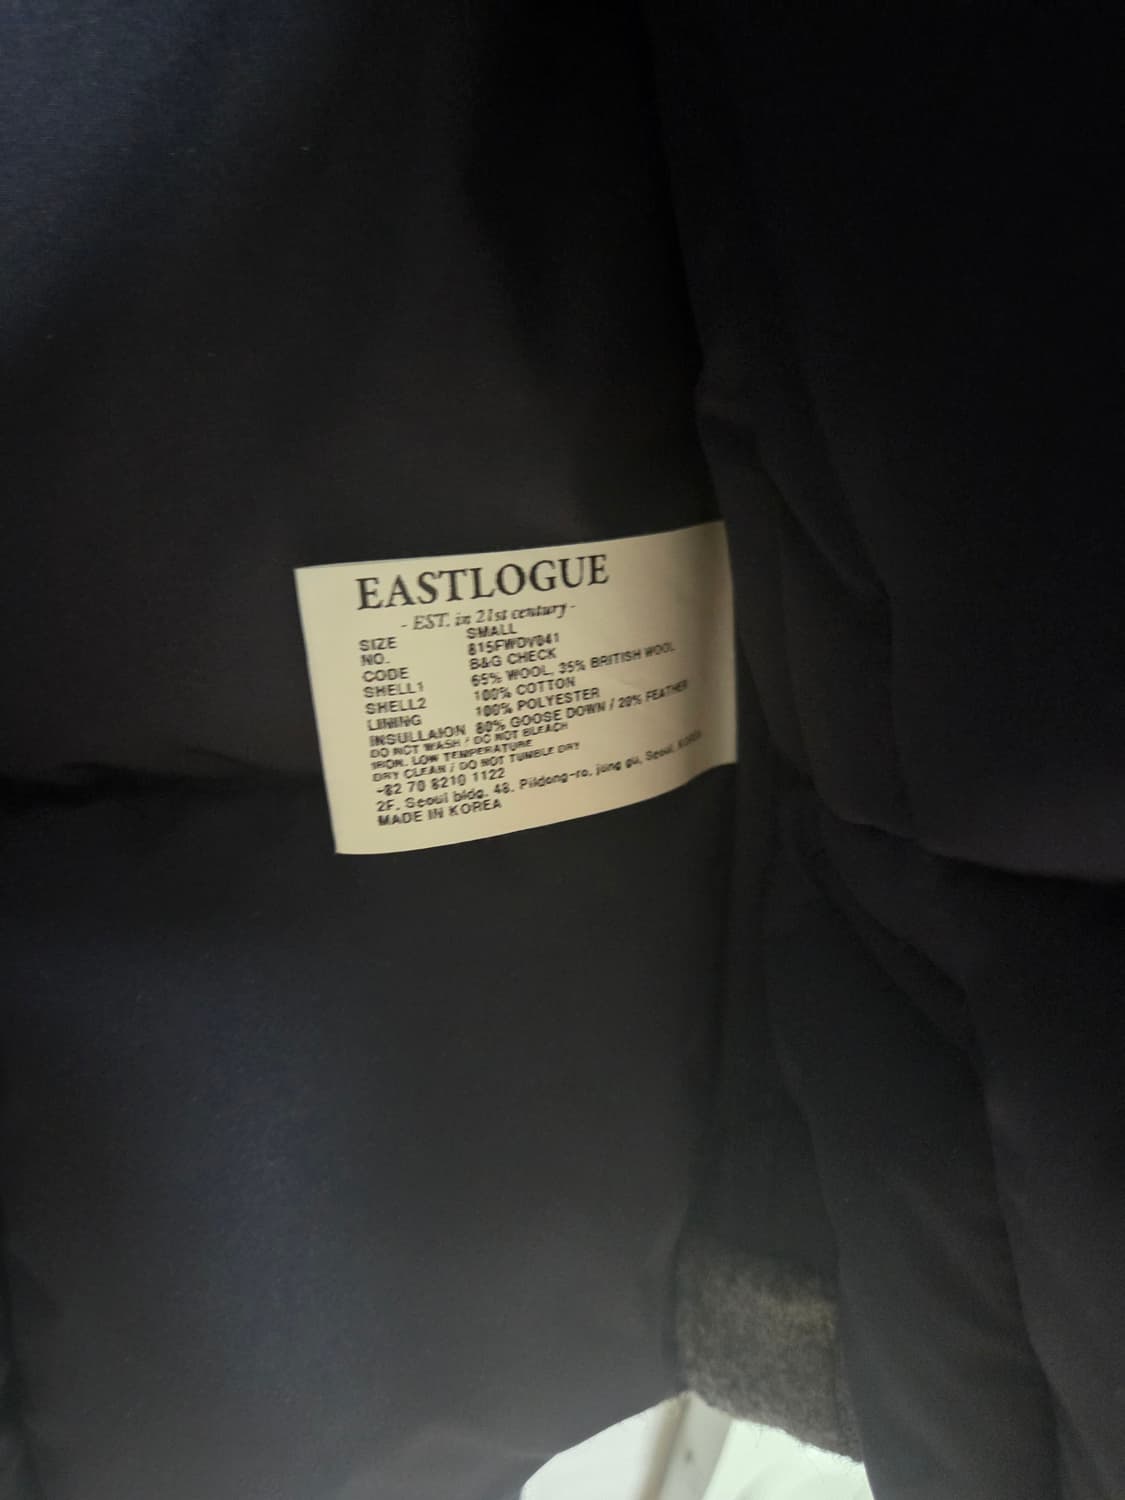 EASTLOGUE
- EST. in 21st century -
SIZE SMALL
NO. 815FWDV041
CODE B&G CHECK
SHELL1 65% WOOL, 35% BRITISH WOOL
SHELL2 100% COTTON
LINING 100% POLYESTER
INSULLAION 80% GOOSE DOWN / 20% FEATHER
DO NOT WASH / DO NOT BLEACH
IRON. LOW TEMPERATURE
DRY CLEAN / DO NOT TUMBLE DRY
-82 70 8210 1122
2F. Seoul bldg. 48. Pildong-ro, jung gu, Seoul, KOREA
MADE IN KOREA